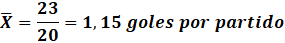 X̅ = 23/20 = 1, 15 goles por partido